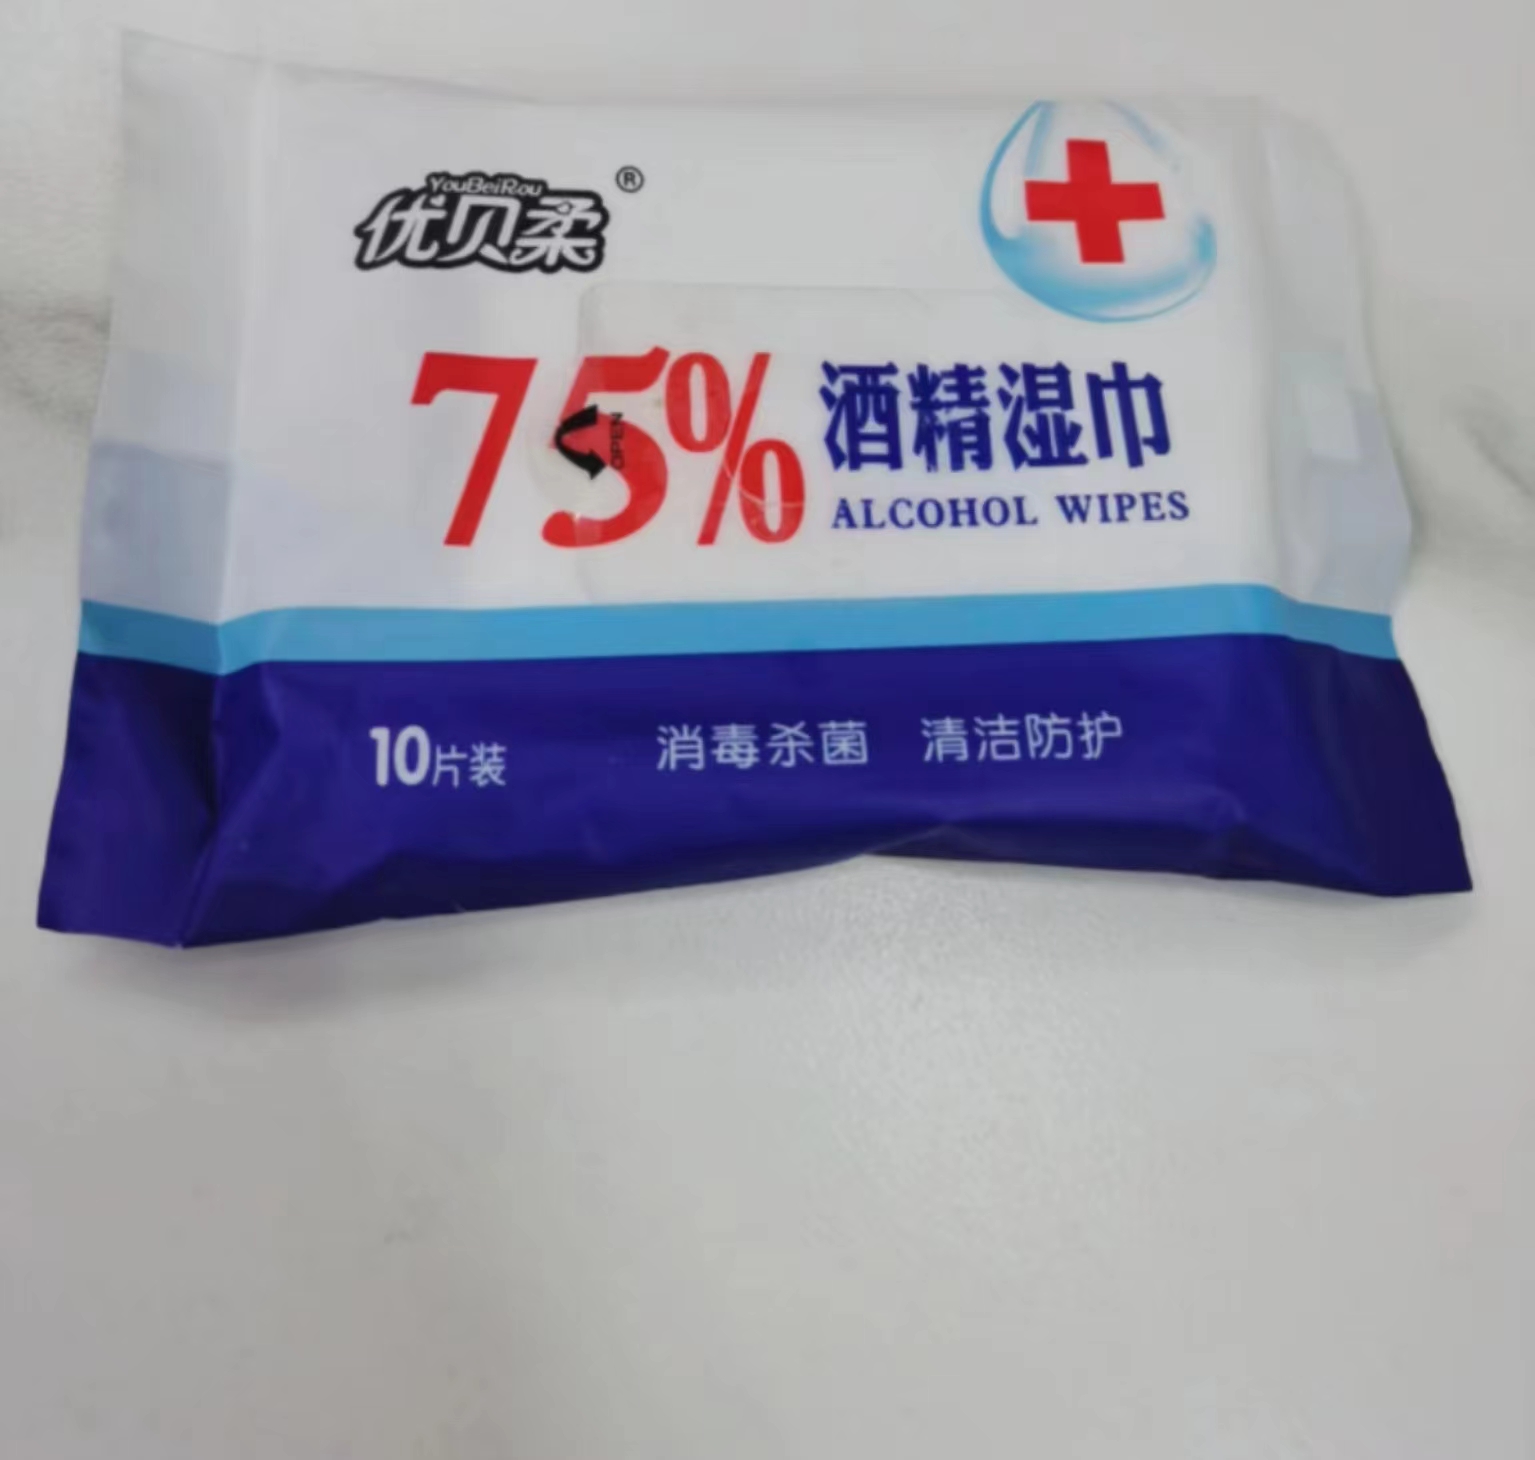 YouBeiRou
优贝柔®
75% 酒精湿巾
OPEN
ALCOHOL WIPES
10片装 消毒杀菌 清洁防护